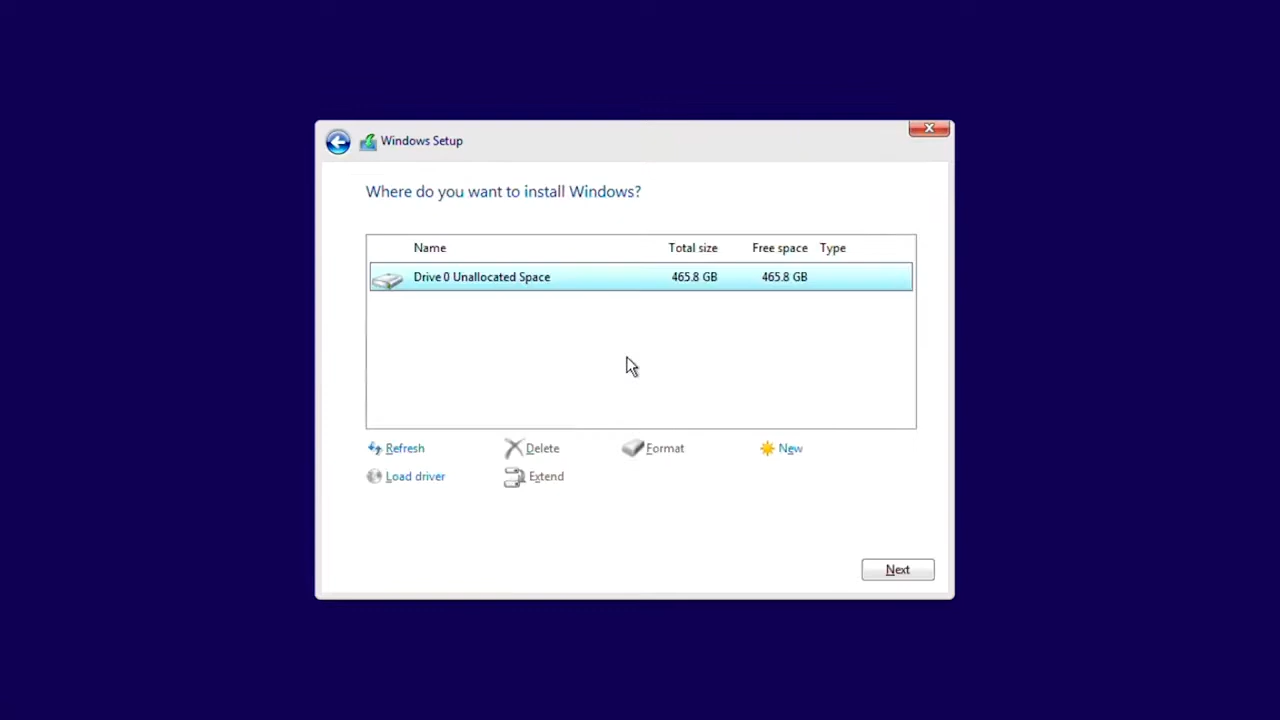 Windows Setup
Where do you want to install Windows?
Name Total size Free space Type
Drive 0 Unallocated Space 465.8 GB 465.8 GB
Refresh Delete Format New
Load driver Extend
Next